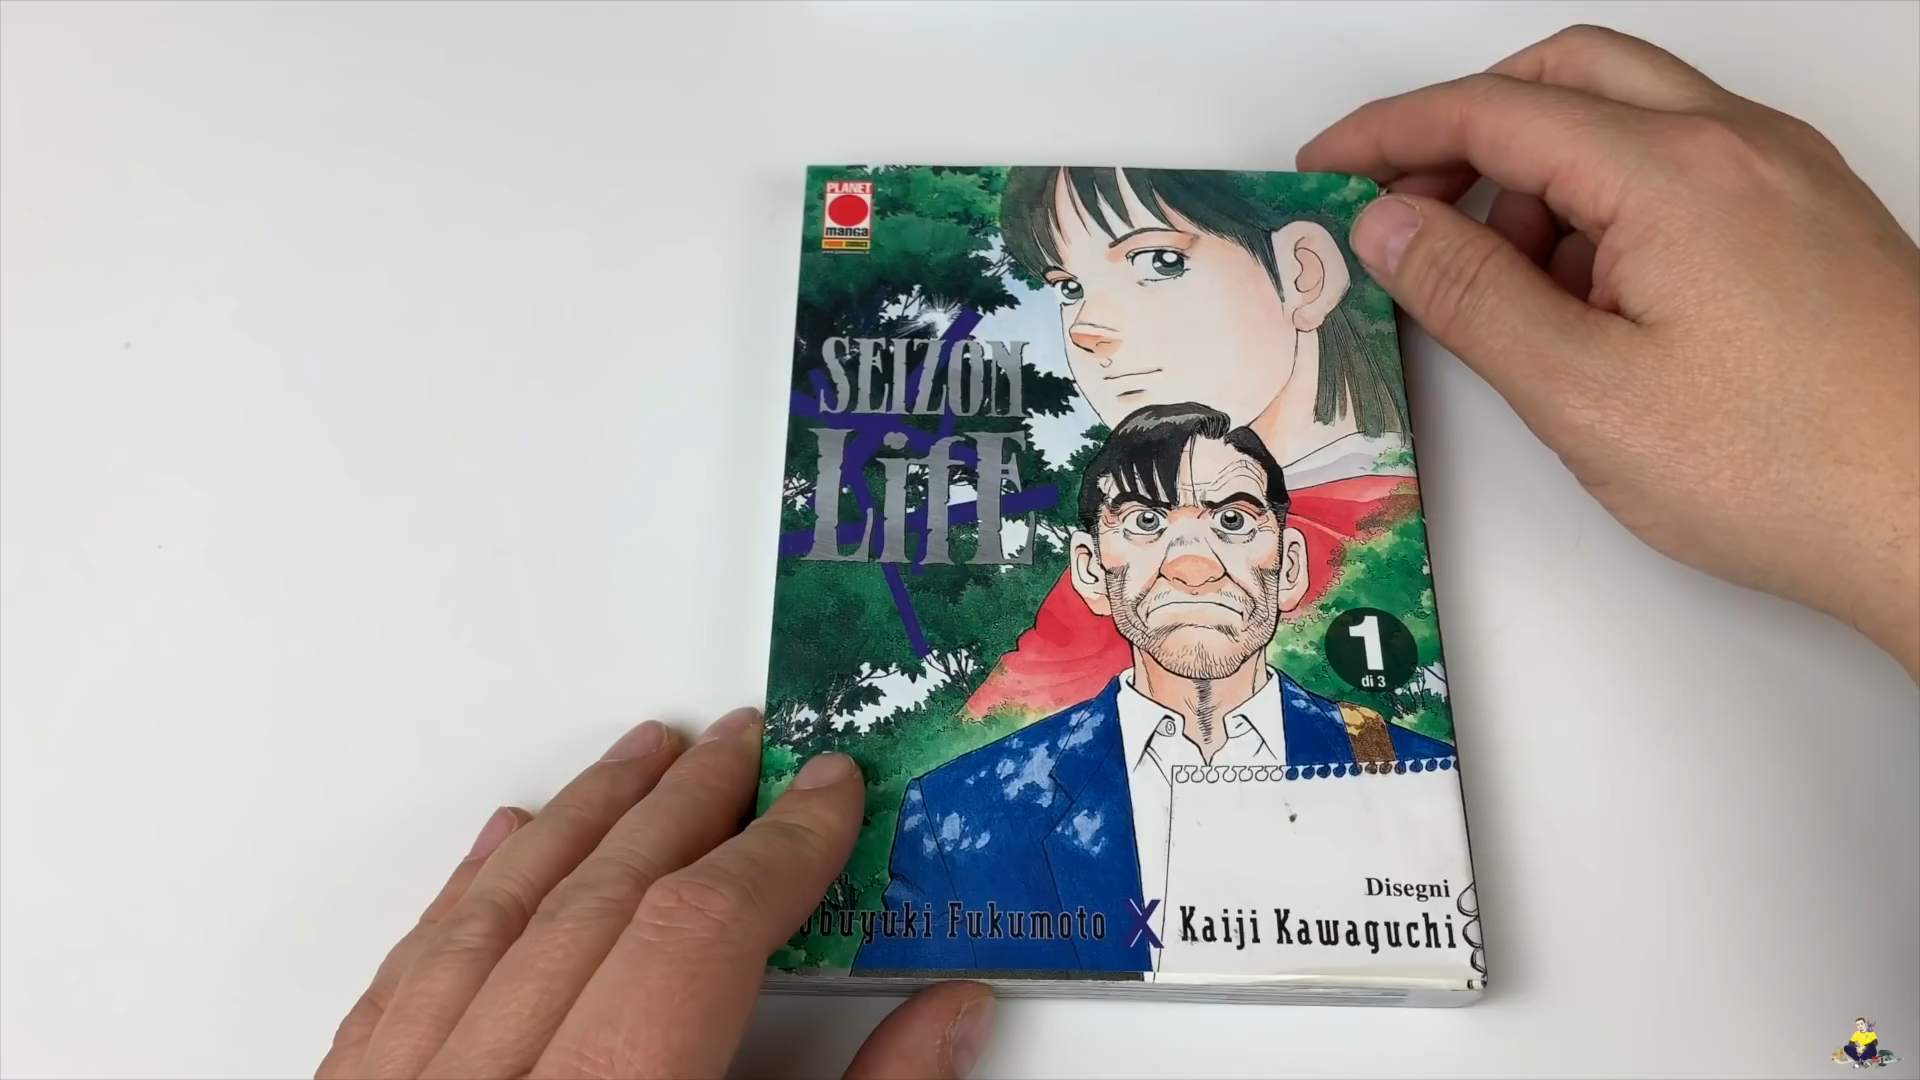 PLANET
manga
SEIZON
LifE
1
di 3
Disegni
Fukumoto X Kaiji Kawaguchi